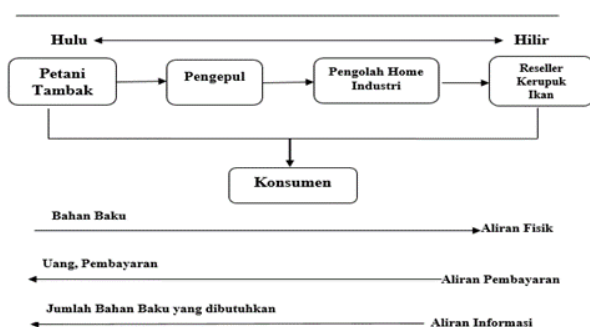 Hulu Hilir
Petani
Tambak
Pengepul
Pengolah Home
Industri
Reseller
Kerupuk
Ikan
Konsumen
Bahan Baku
Aliran Fisik
Uang, Pembayaran
Aliran Pembayaran
Jumlah Bahan Baku yang dibutuhkan
Aliran Informasi